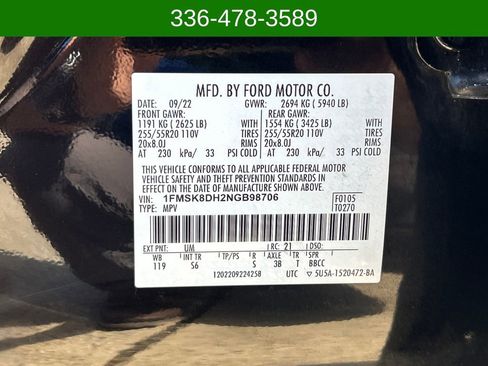 336-478-3589
MFD. BY FORD MOTOR CO.
DATE: 09/22 GVWR: 2694 KG ( 5940 LB)
FRONT GAWR: REAR GAWR:
1191 KG ( 2625 LB) 1554 KG ( 3425 LB)
255/55R20 110V TIRES 255/55R20 110V TIRES
20x8.0J RIMS 20x8.0J RIMS
AT 230 kPa/ 33 PSI COLD AT 230 kPa/ 33 PSI COLD
THIS VEHICLE CONFORMS TO ALL APPLICABLE FEDERAL MOTOR
VEHICLE SAFETY AND THEFT PREVENTION STANDARDS IN EFFECT ON THE DATE OF
MANUFACTURE SHOWN ABOVE.
VIN: 1FMSK8DH2NGB98706 F0105
TYPE: MPV T0270
EXT PNT: UM RC: 21 DSO:
WB INT TR TP/PS R AXLE TR
119 S6 S 3B T BBCC
1202209224258 UTC 5U5A-1520472-BA